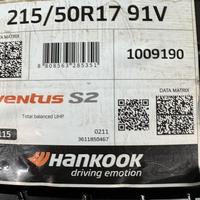 215/50R17 91V
DATA MATRIX
1009190
8 808563 285351
DATA MATRIX
ventus S2
Total balanced UHP
0211
3611850467
115
HANKOOK
driving emotion